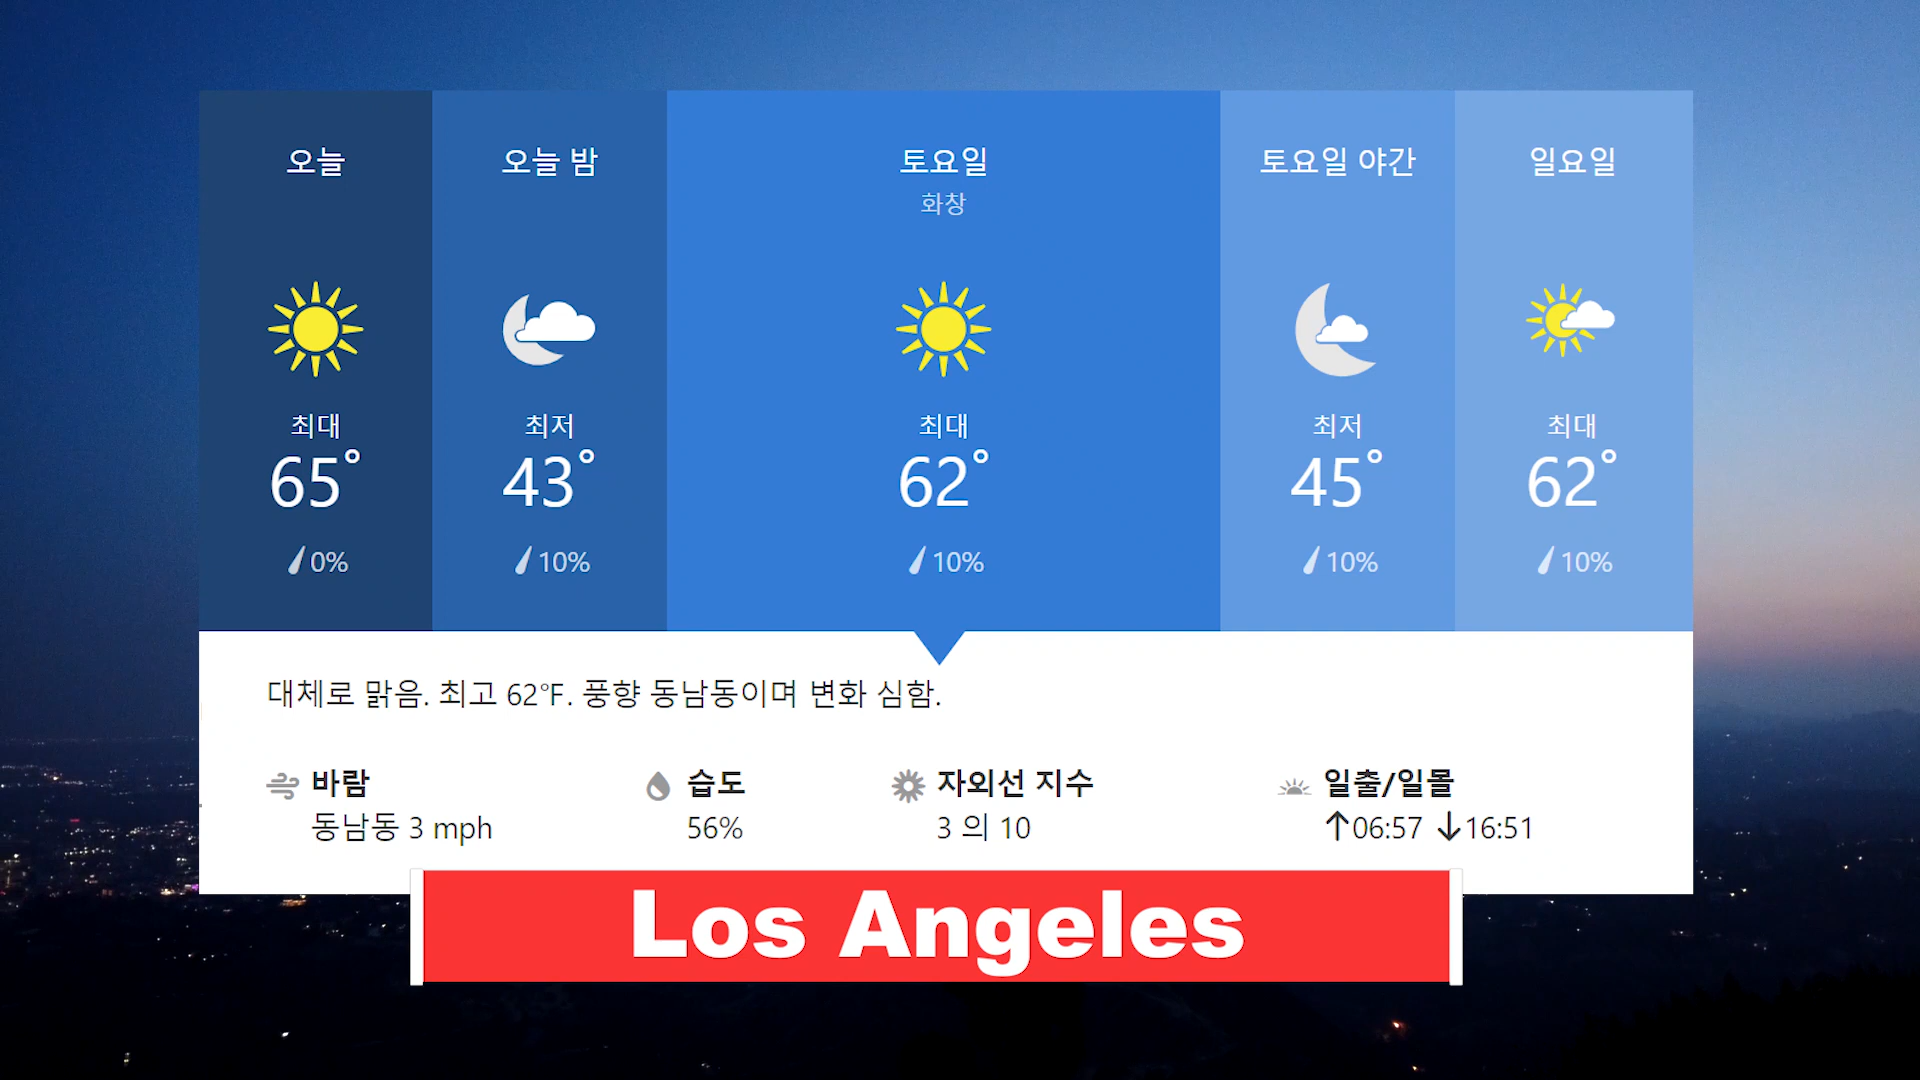 오늘
최대
65°
0%
오늘 밤
최저
43°
10%
토요일
화창
최대
62°
10%
토요일 야간
최저
45°
10%
일요일
최대
62°
10%
대체로 맑음. 최고 62°F. 풍향 동남동이며 변화 심함.
바람
동남동 3 mph
습도
56%
자외선 지수
3 의 10
일출/일몰
↑06:57 ↓16:51
Los Angeles